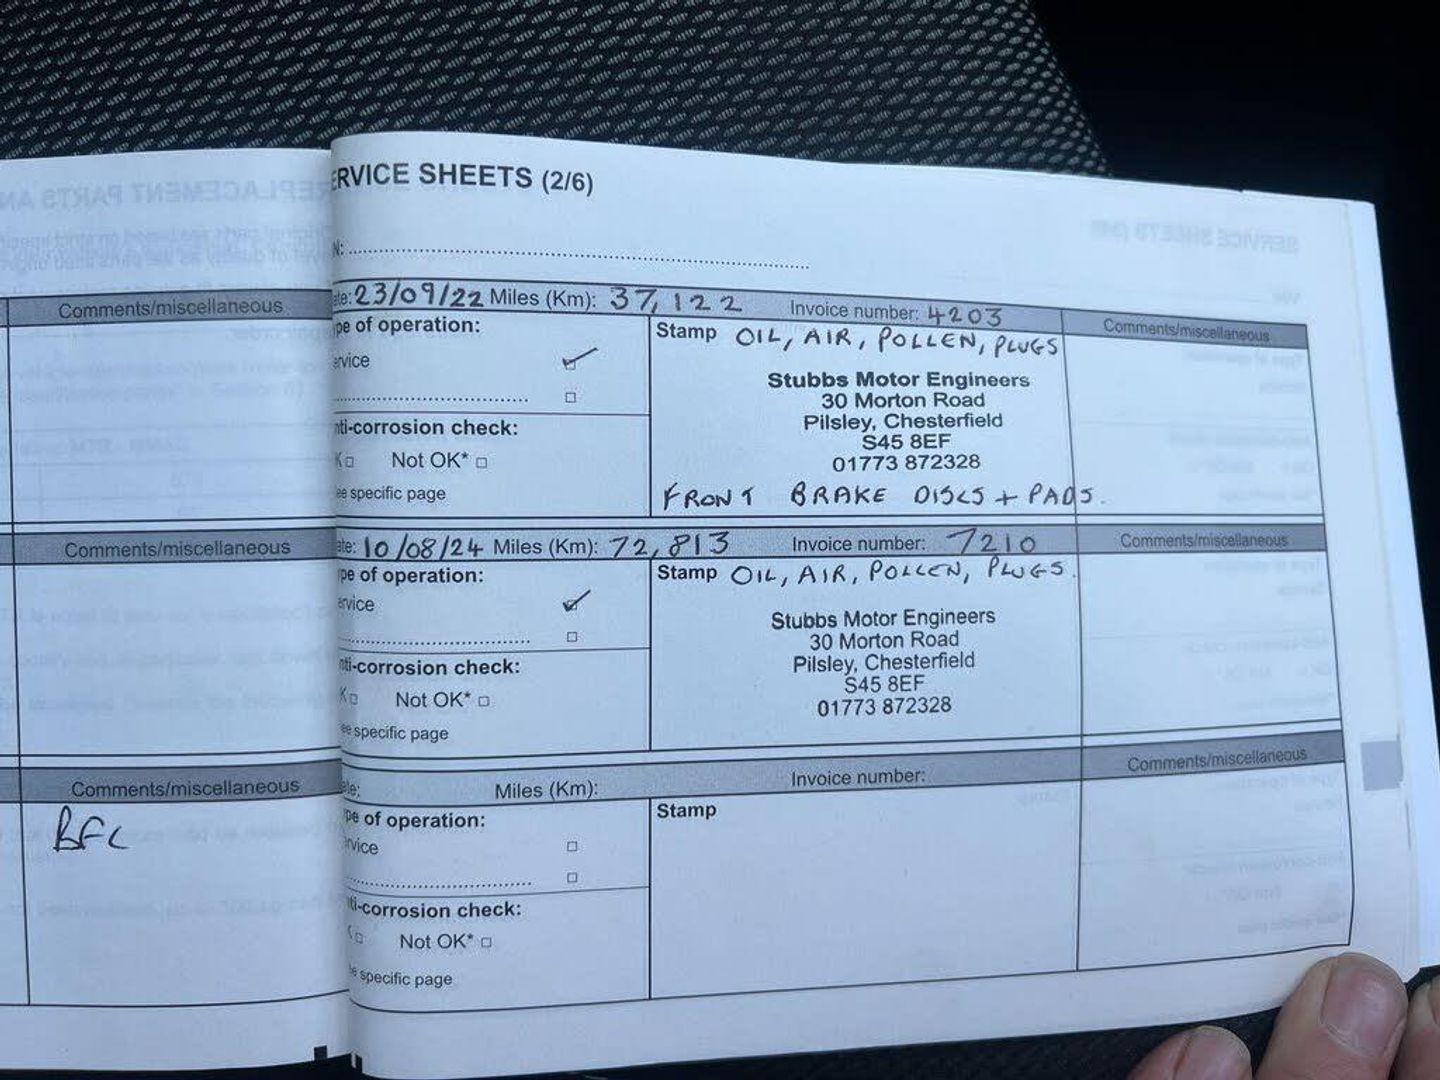 ERVICE SHEETS (2/6)
N:
Comments/miscellaneous
ate: 23/09/22 Miles (Km): 37,122 Invoice number: 4203 Comments/miscellaneous
pe of operation:
ervice
Stamp OIL, AIR, POLLEN, PLUGS
Stubbs Motor Engineers
30 Morton Road
Pilsley, Chesterfield
S45 8EF
01773 872328
FRONT BRAKE DISCS + PADS.
nti-corrosion check:
K Not OK*
ee specific page
Comments/miscellaneous
ate: 10/08/24 Miles (Km): 72,813 Invoice number: 7210 Comments/miscellaneous
pe of operation:
ervice
Stamp OIL, AIR, POLLEN, PLUGS.
Stubbs Motor Engineers
30 Morton Road
Pilsley, Chesterfield
S45 8EF
01773 872328
nti-corrosion check:
K Not OK*
ee specific page
Comments/miscellaneous
BFL
ate: Miles (Km): Invoice number: Comments/miscellaneous
pe of operation:
ervice
Stamp
ti-corrosion check:
Not OK*
e specific page